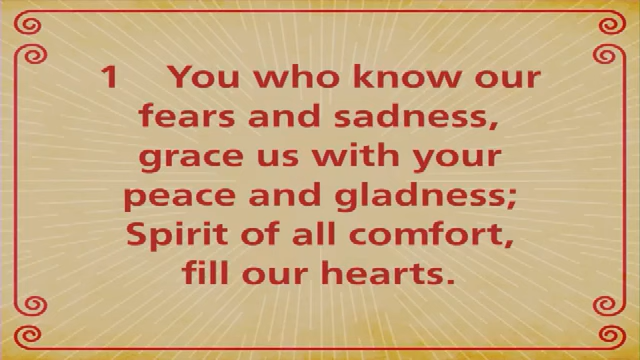 1 You who know our
fears and sadness,
grace us with your
peace and gladness;
Spirit of all comfort,
fill our hearts.